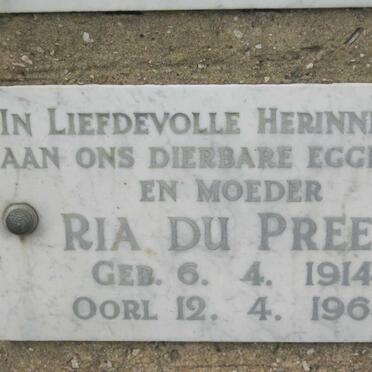 IN LIEFDEVOLLE HERINN
AAN ONS DIERBARE EGG
EN MOEDER
RIA DU PREE
GEB. 6. 4. 1914
OORL 12. 4. 196